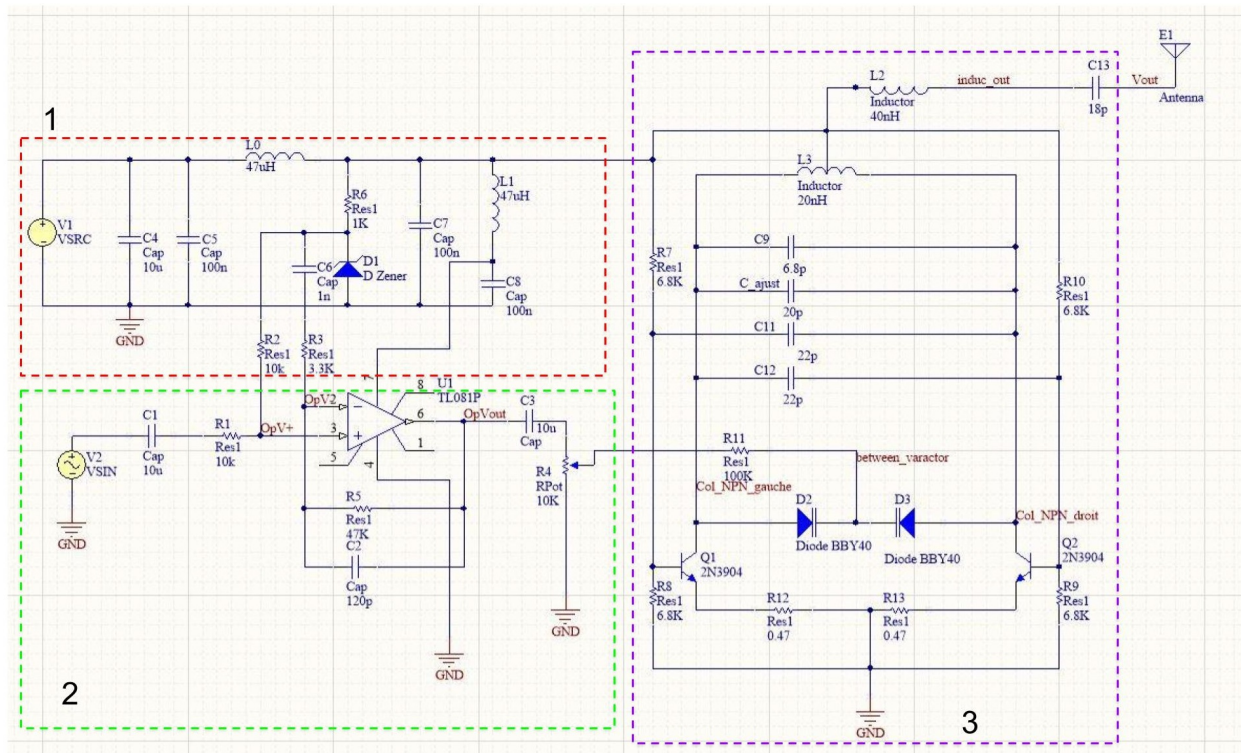 1
V1
VSRC
C4
Cap
10u
C5
Cap
100n
GND
L0
47uH
R6
Res1
1K
C6
Cap
1n
D1
D Zener
C7
Cap
100n
L1
47uH
C8
Cap
100n
R2
Res1
10k
R3
Res1
3.3K
2
V2
VSIN
GND
C1
Cap
10u
R1
Res1
10k
OpV+
OpV2
3
5
7
8
U1
TL081P
6
1
4
OpVout
R5
Res1
47K
C2
Cap
120p
GND
C3
10u
Cap
R4
RPot
10K
GND
3
E1
Antenna
Vout
C13
18p
induc_out
L2
Inductor
40nH
L3
Inductor
20nH
R7
Res1
6.8K
C9
6.8p
C_ajust
20p
C11
22p
C12
22p
R10
Res1
6.8K
R11
Res1
100K
between_varactor
Col_NPN_gauche
D2
Diode BBY40
D3
Diode BBY40
Col_NPN_droit
Q1
2N3904
Q2
2N3904
R8
Res1
6.8K
R12
Res1
0.47
R13
Res1
0.47
R9
Res1
6.8K
GND